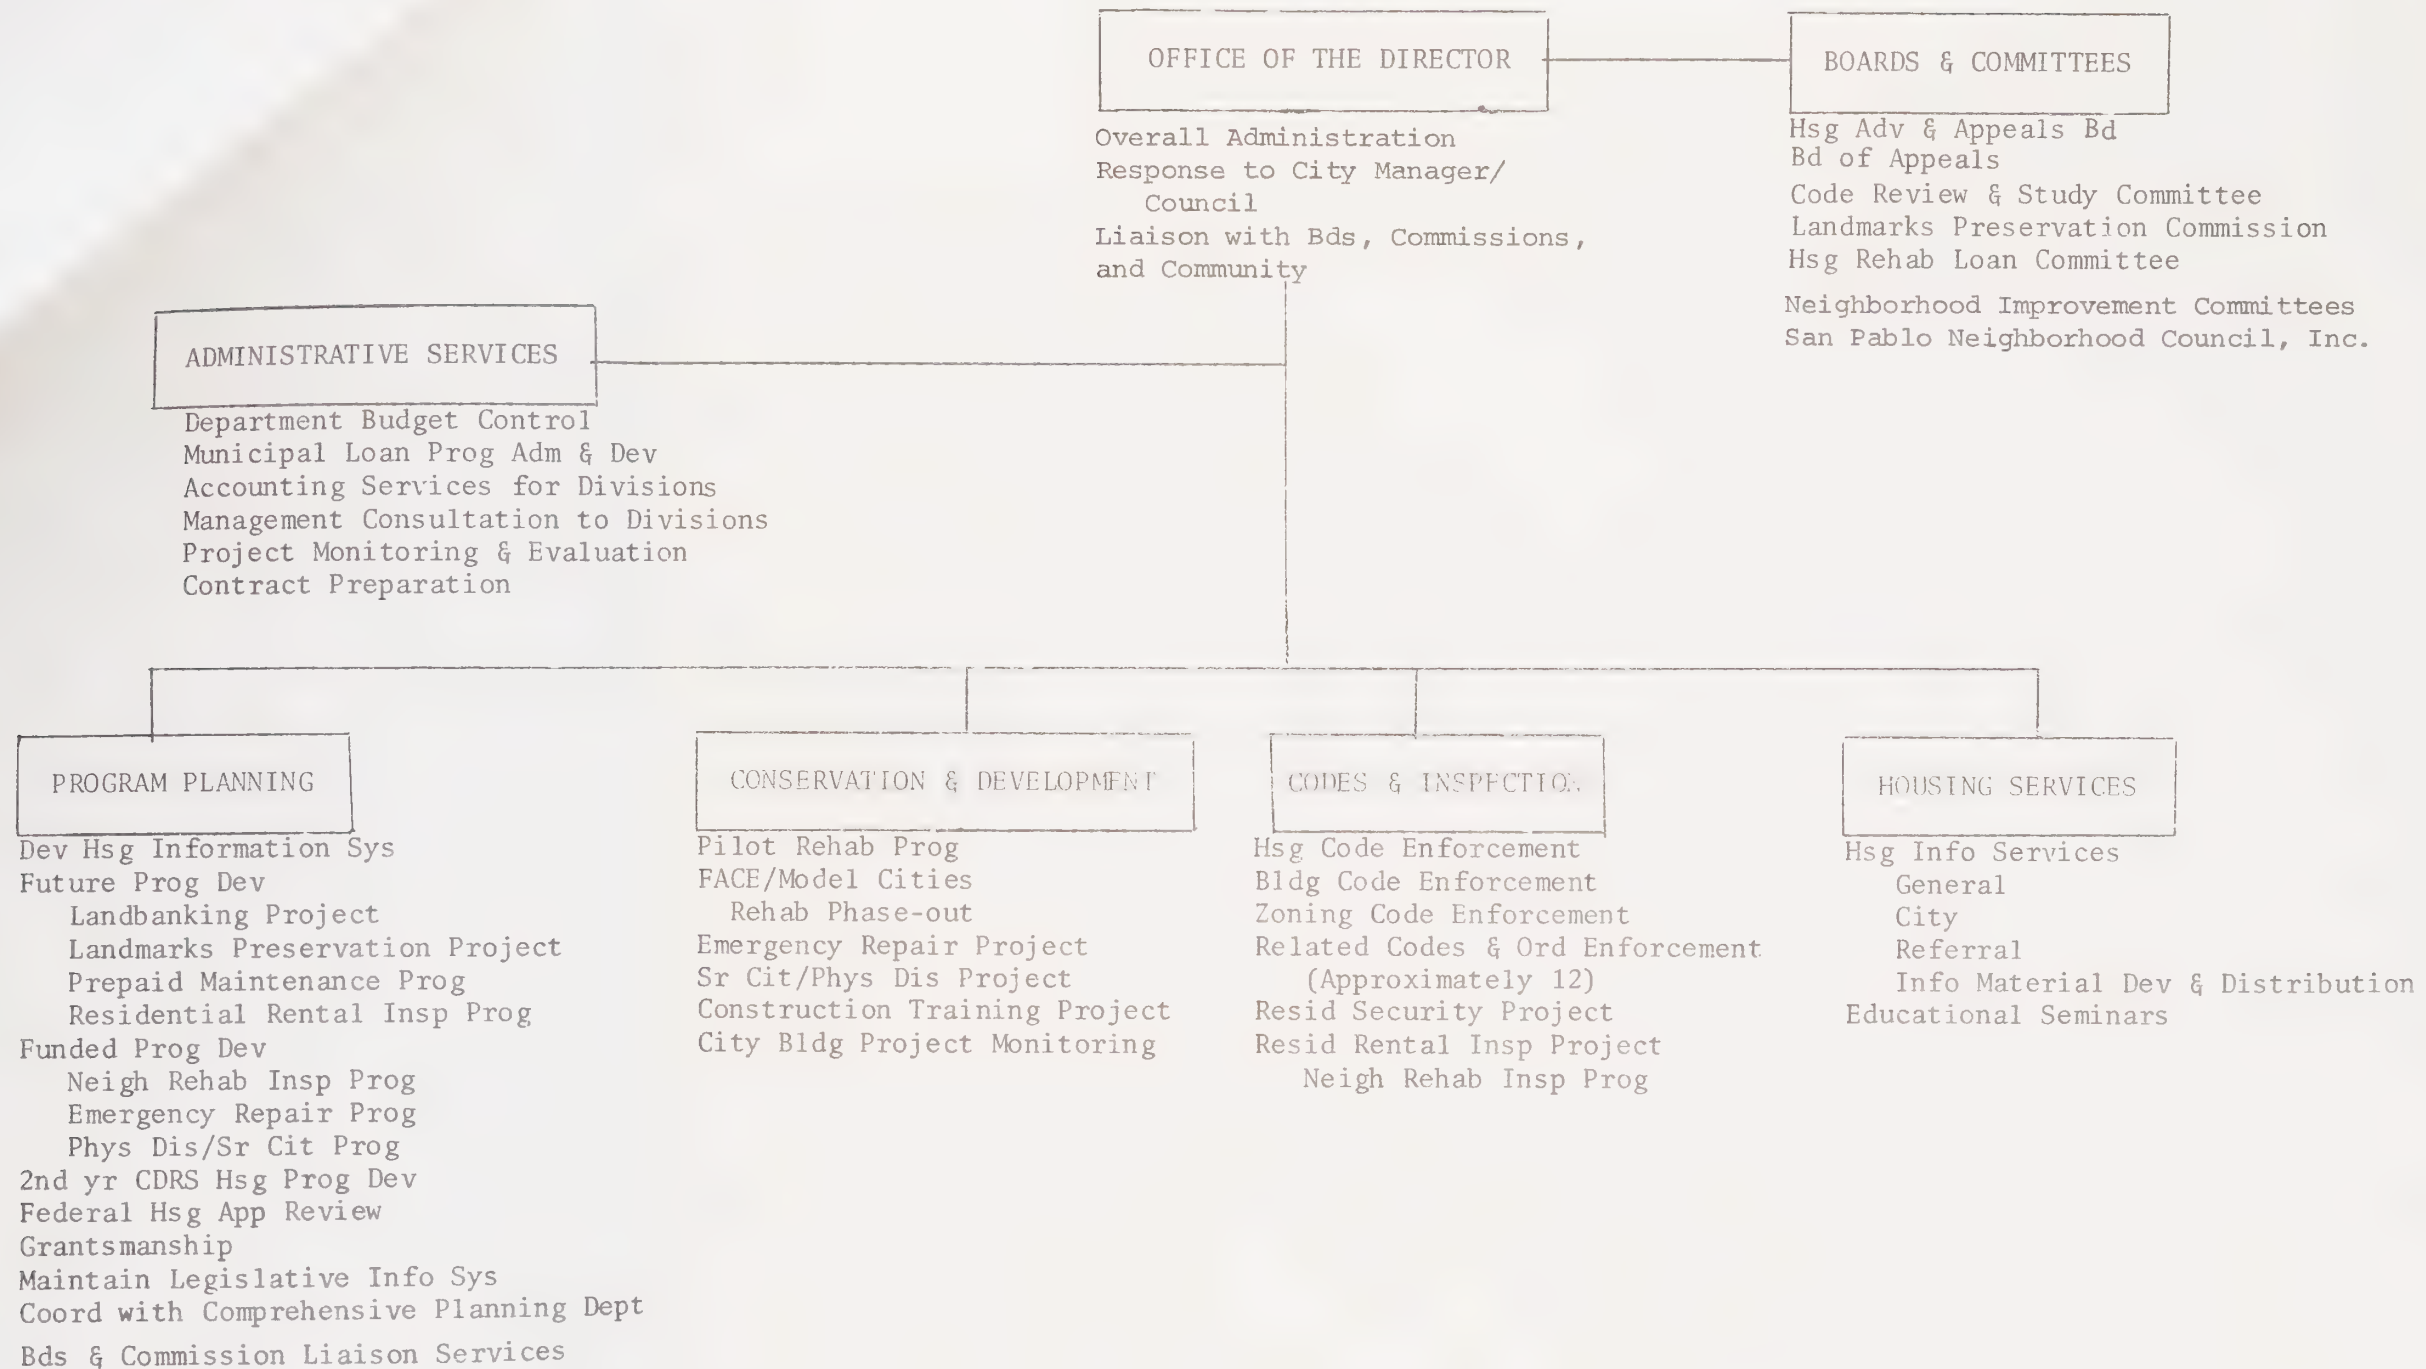 OFFICE OF THE DIRECTOR
Overall Administration
Response to City Manager/
Council
Liaison with Bds, Commissions,
and Community
BOARDS & COMMITTEES
Hsg Adv & Appeals Bd
Bd of Appeals
Code Review & Study Committee
Landmarks Preservation Commission
Hsg Rehab Loan Committee
Neighborhood Improvement Committees
San Pablo Neighborhood Council, Inc.
ADMINISTRATIVE SERVICES
Department Budget Control
Municipal Loan Prog Adm & Dev
Accounting Services for Divisions
Management Consultation to Divisions
Project Monitoring & Evaluation
Contract Preparation
PROGRAM PLANNING
Dev Hsg Information Sys
Future Prog Dev
Landbanking Project
Landmarks Preservation Project
Prepaid Maintenance Prog
Residential Rental Insp Prog
Funded Prog Dev
Neigh Rehab Insp Prog
Emergency Repair Prog
Phys Dis/Sr Cit Prog
2nd yr CDRS Hsg Prog Dev
Federal Hsg App Review
Grantsmanship
Maintain Legislative Info Sys
Coord with Comprehensive Planning Dept
Bds & Commission Liaison Services
CONSERVATION & DEVELOPMENT
Pilot Rehab Prog
FACE/Model Cities
Rehab Phase-out
Emergency Repair Project
Sr Cit/Phys Dis Project
Construction Training Project
City Bldg Project Monitoring
CODES & INSPECTION
Hsg Code Enforcement
Bldg Code Enforcement
Zoning Code Enforcement
Related Codes & Ord Enforcement
(Approximately 12)
Resid Security Project
Resid Rental Insp Project
Neigh Rehab Insp Prog
HOUSING SERVICES
Hsg Info Services
General
City
Referral
Info Material Dev & Distribution
Educational Seminars